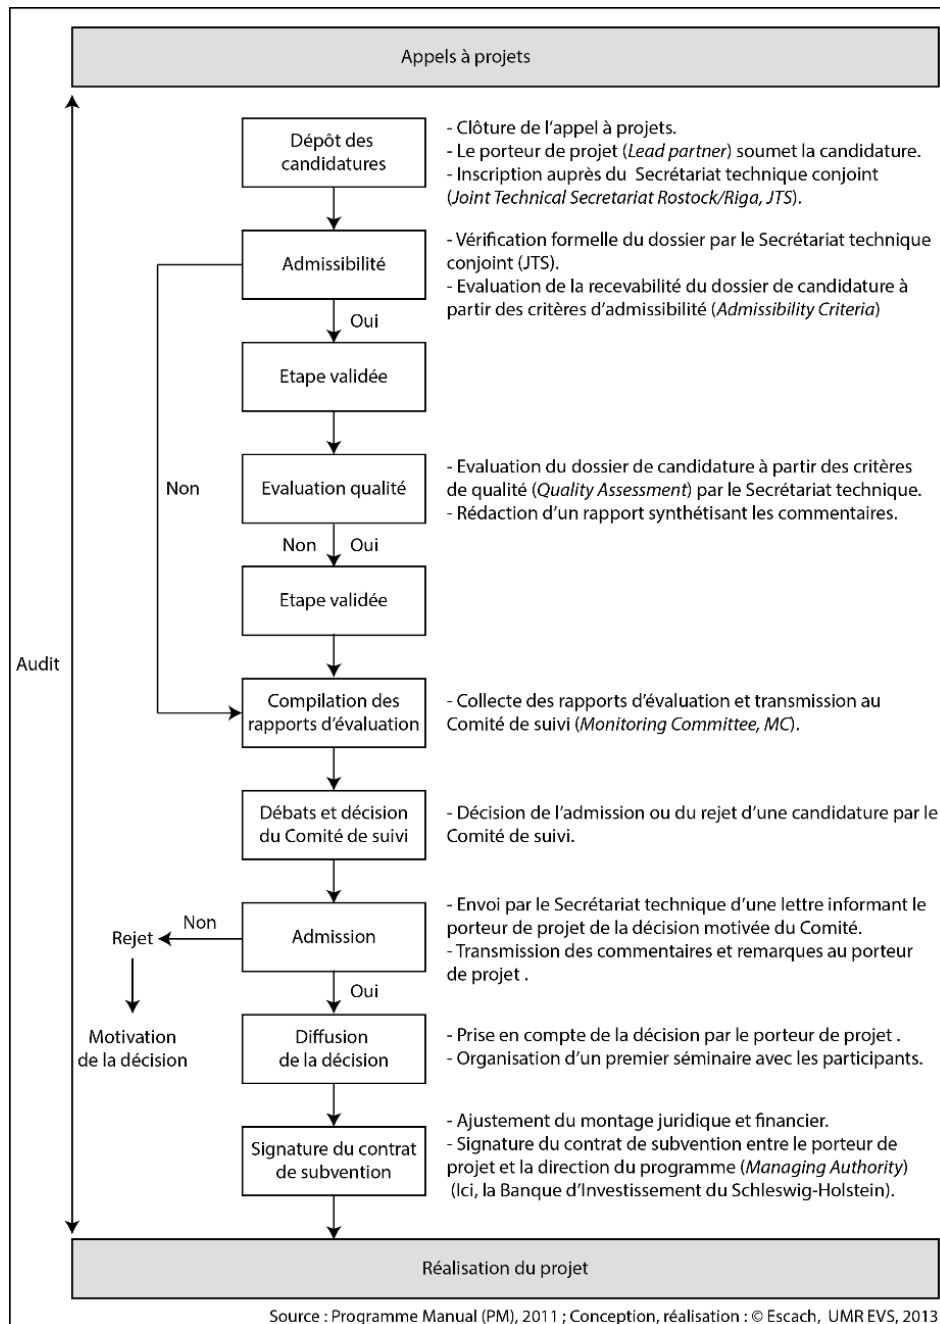 Appels à projets
Dépôt des
candidatures
- Clôture de l'appel à projets.
- Le porteur de projet (Lead partner) soumet la candidature.
- Inscription auprès du Secrétariat technique conjoint
(Joint Technical Secretariat Rostock/Riga, JTS).
Admissibilité
- Vérification formelle du dossier par le Secrétariat technique
conjoint (JTS).
- Evaluation de la recevabilité du dossier de candidature à
partir des critères d'admissibilité (Admissibility Criteria)
Oui
Etape validée
Non
Evaluation qualité
- Evaluation du dossier de candidature à partir des critères
de qualité (Quality Assessment) par le Secrétariat technique.
- Rédaction d'un rapport synthétisant les commentaires.
Non Oui
Etape validée
Audit
Compilation des
rapports d'évaluation
- Collecte des rapports d'évaluation et transmission au
Comité de suivi (Monitoring Committee, MC).
Débats et décision
du Comité de suivi
- Décision de l'admission ou du rejet d'une candidature par le
Comité de suivi.
Rejet
Non
Admission
- Envoi par le Secrétariat technique d'une lettre informant le
porteur de projet de la décision motivée du Comité.
- Transmission des commentaires et remarques au porteur
de projet .
Oui
Motivation
de la décision
Diffusion
de la décision
- Prise en compte de la décision par le porteur de projet .
- Organisation d'un premier séminaire avec les participants.
Signature du contrat
de subvention
- Ajustement du montage juridique et financier.
- Signature du contrat de subvention entre le porteur de
projet et la direction du programme (Managing Authority)
(Ici, la Banque d'Investissement du Schleswig-Holstein).
Réalisation du projet
Source : Programme Manual (PM), 2011 ; Conception, réalisation : © Escach, UMR EVS, 2013